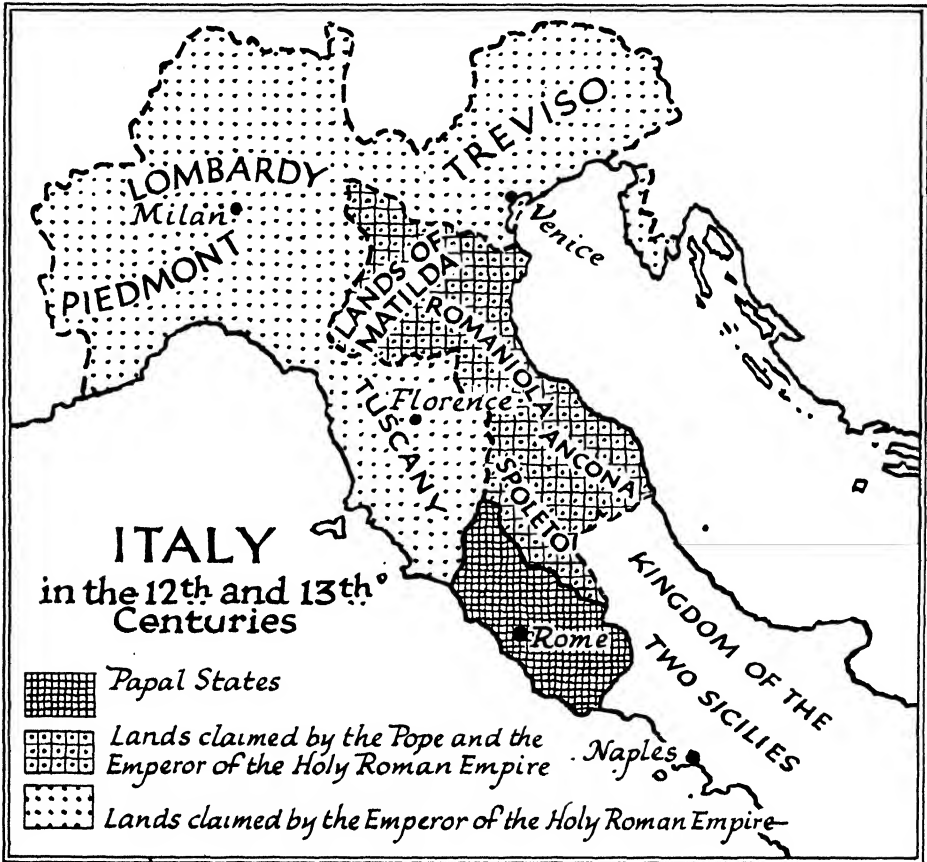 TREVISO
LOMBARDY
Milan
Venice
PIEDMONT
LANDS OF
MATILDA
ROMANIOLA
TUSCANY
Florence
ANCONA
SPOLETO
ITALY
in the 12th and 13th
Centuries
KINGDOM OF THE
TWO SICILIES
Rome
Naples
Papal States
Lands claimed by the Pope and the
Emperor of the Holy Roman Empire
Lands claimed by the Emperor of the Holy Roman Empire